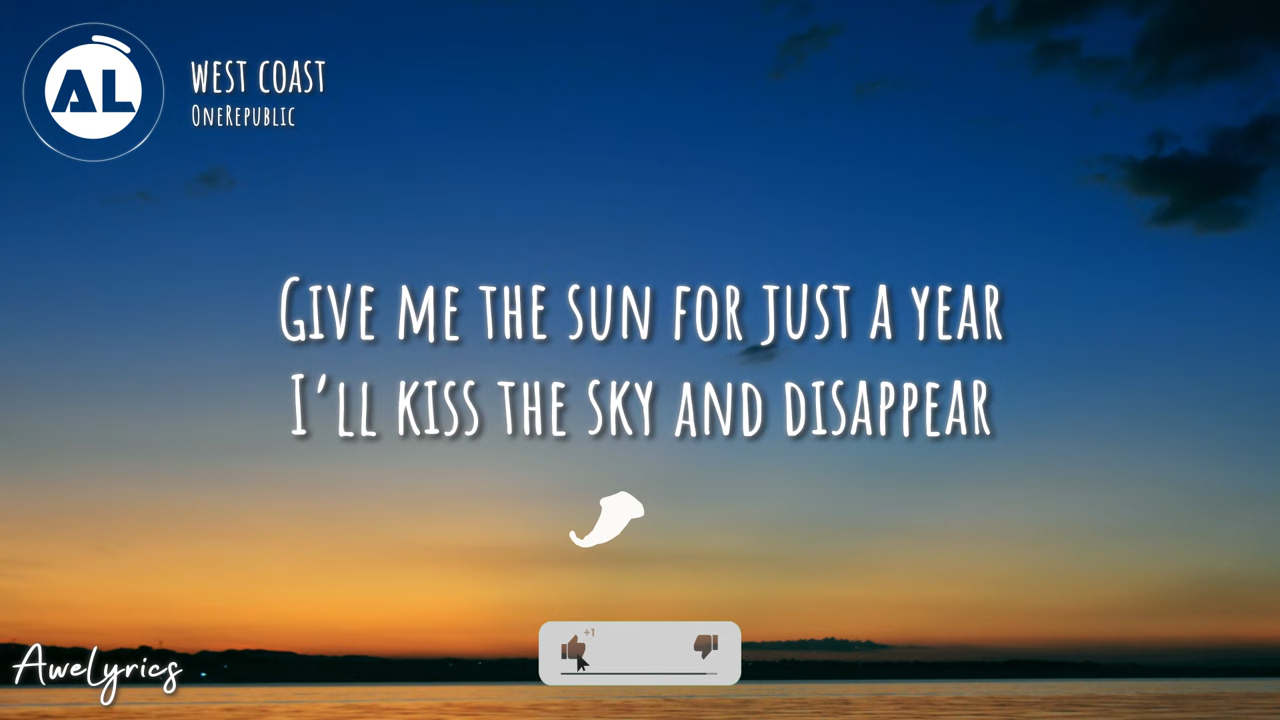 AL
WEST COAST
ONEREPUBLIC
GIVE ME THE SUN FOR JUST A YEAR
I'LL KISS THE SKY AND DISAPPEAR
+1
AweLyrics